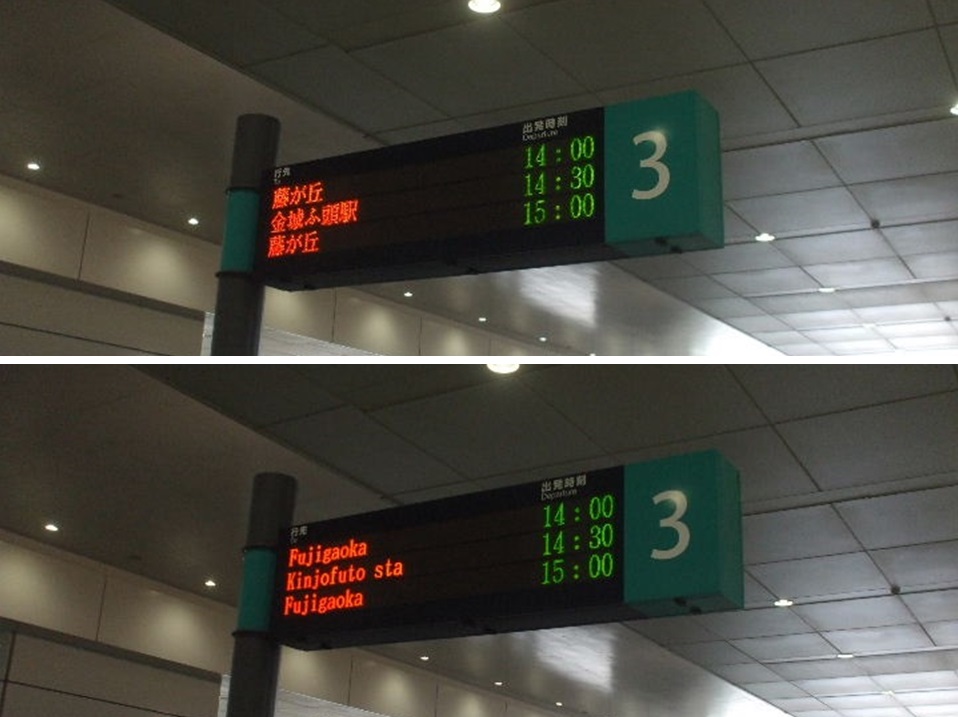 行先
出発時刻
Departure
藤が丘 14:00
金城ふ頭駅 14:30
藤が丘 15:00
3
行先
出発時刻
Departure
Fujigaoka 14:00
Kinjofuto sta 14:30
Fujigaoka 15:00
3